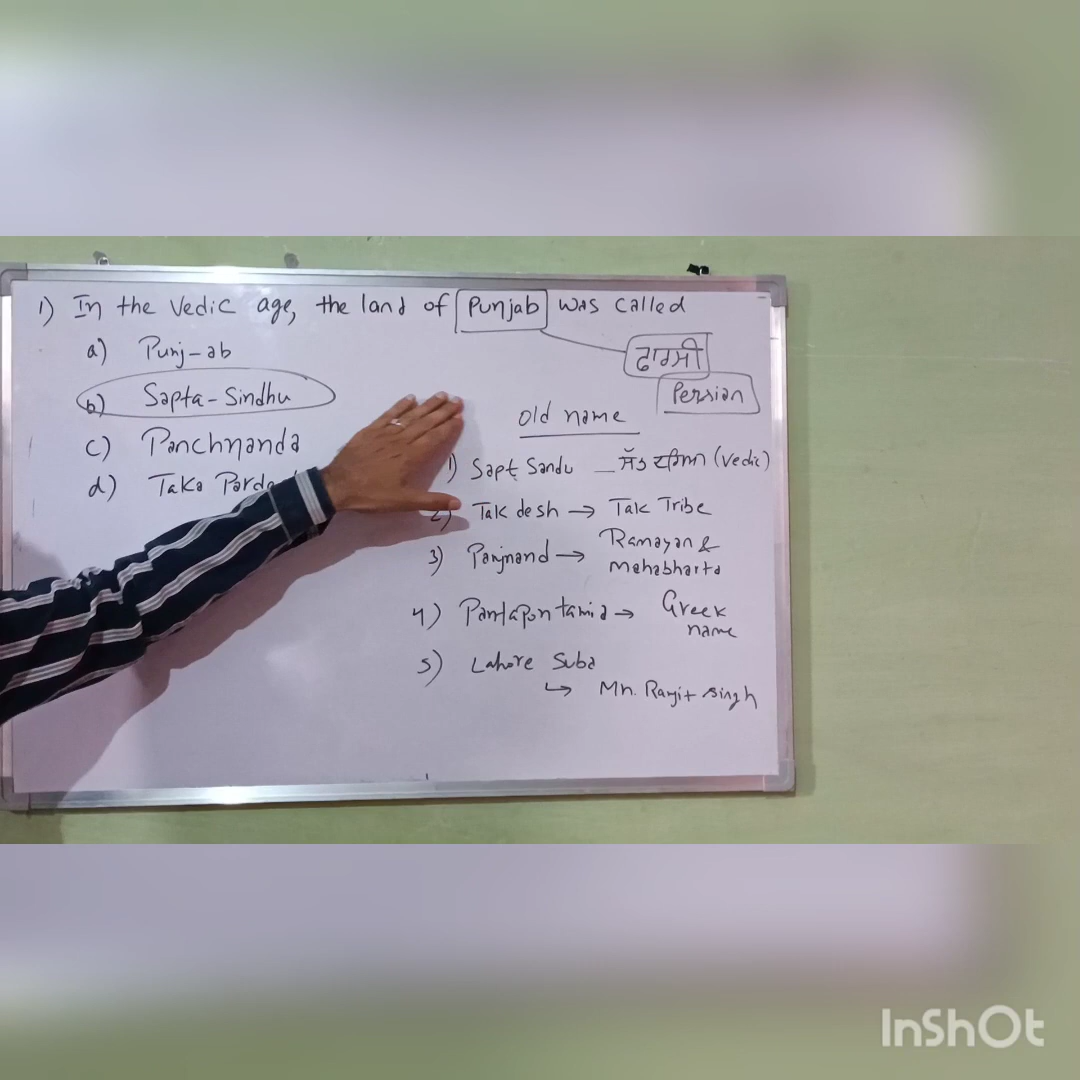 1) In the Vedic age, the land of Punjab was called
a) Punj-ab
b) Sapta-Sindhu
c) Panchnanda
d) Taka
ਫਾਰਸੀ
Persian
old name
1) Sapt Sandu — ਸੱਤ ਦਰਿਆ (Vedic)
2) Tak desh → Tak Tribe
3) Panjnand → Ramayan &
Mahabharta
4) Pantapontamia → Greek
name
5) Lahore Suba
↳ Mh. Ranjit singh
InShOt